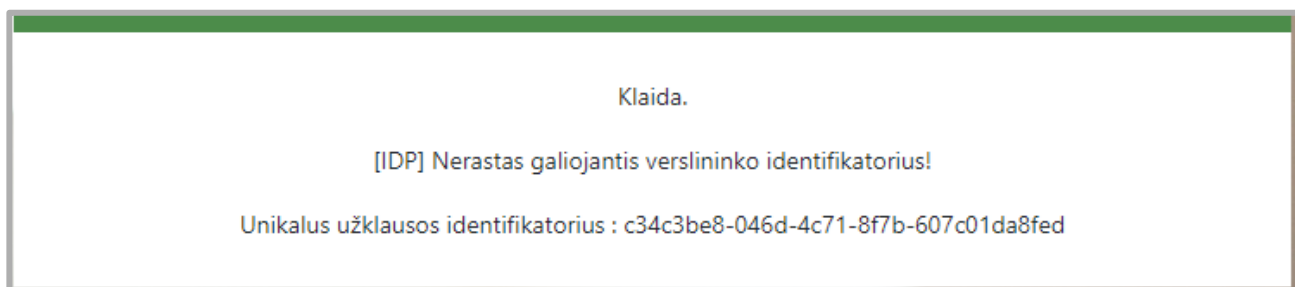 Klaida.
[IDP] Nerastas galiojantis verslininko identifikatorius!
Unikalus užklausos identifikatorius : c34c3be8-046d-4c71-8f7b-607c01da8fed